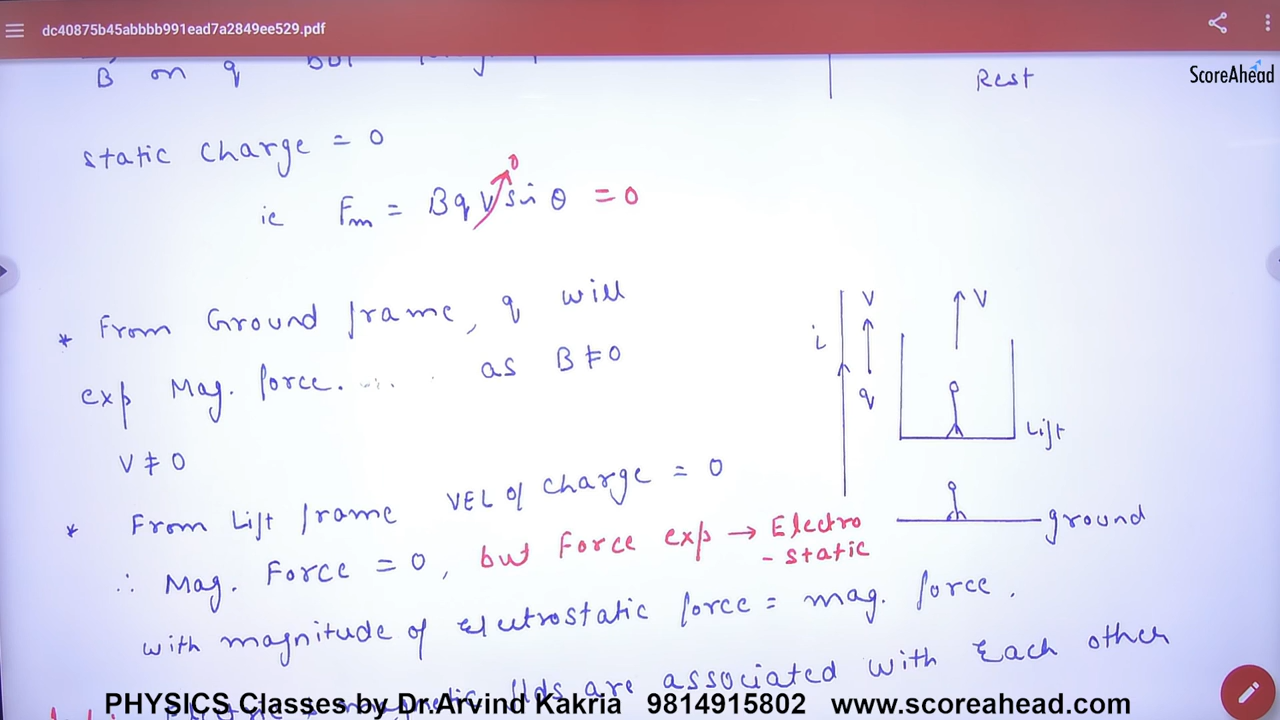 dc40875b45abbbb991ead7a2849ee529.pdf
ScoreAhead
B on q but
Rest
static charge = 0
ie Fm = Bqv sin θ = 0
0
* From Ground frame, q will
exp Mag. force. as B ≠ 0
V ≠ 0
* From Lift frame VEL of charge = 0
∴ Mag. Force = 0, but Force exp → Electro
-static
with magnitude of electrostatic force = mag. force.
are associated with Each other
i
V
q
V
Lift
ground
PHYSICS Classes by Dr.Arvind Kakria 9814915802 www.scoreahead.com